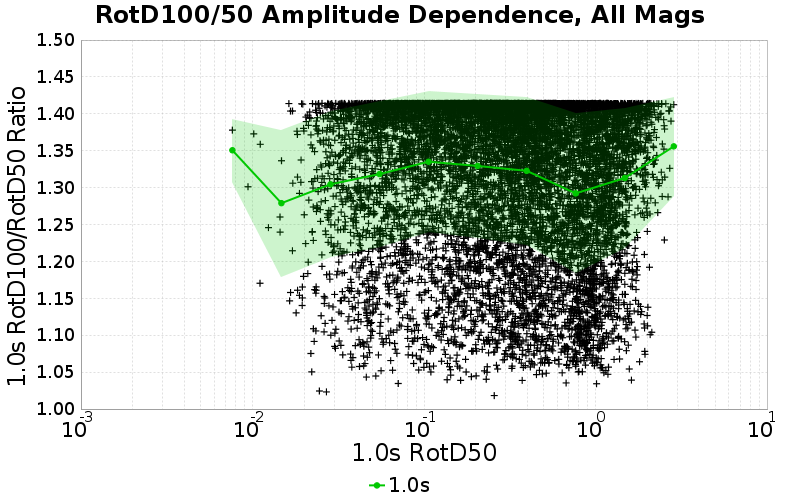 RotD100/50 Amplitude Dependence, All Mags
1.0s RotD100/RotD50 Ratio
1.50
1.45
1.40
1.35
1.30
1.25
1.20
1.15
1.10
1.05
1.00
10⁻³ 10⁻² 10⁻¹ 10⁰ 10¹
1.0s RotD50
1.0s